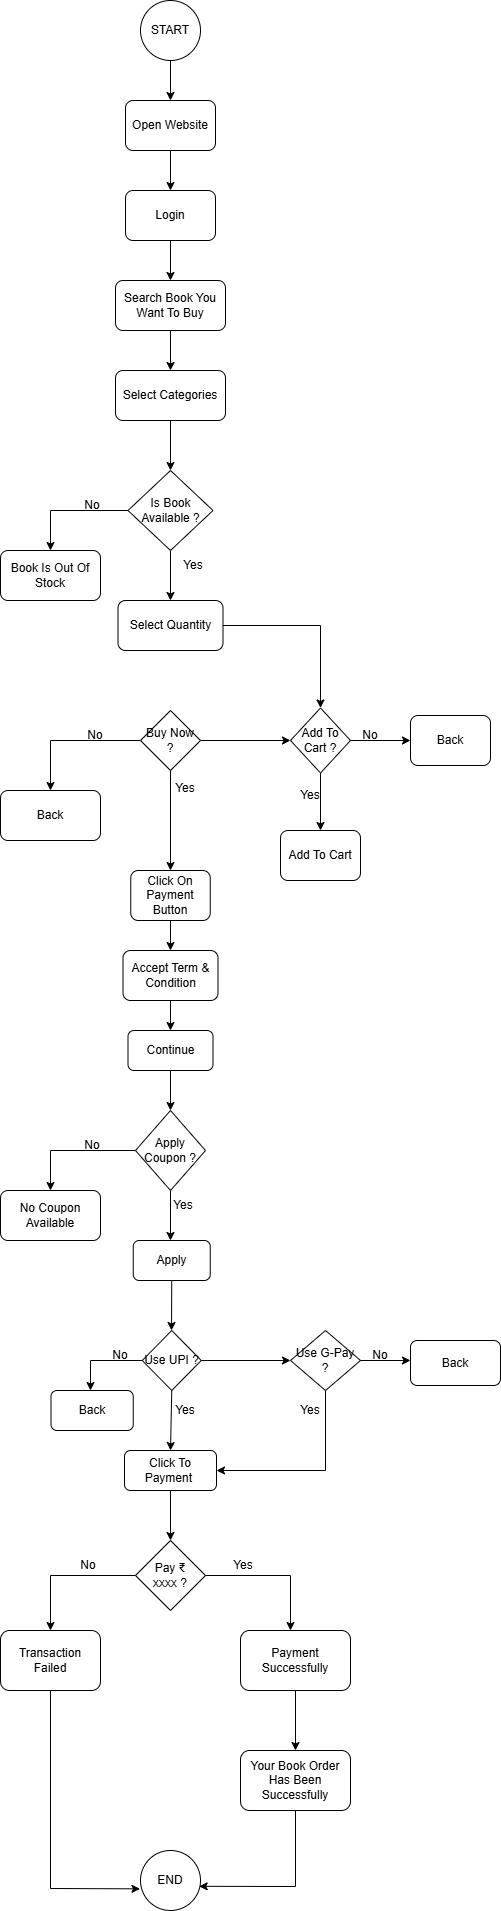 START
Open Website
Login
Search Book You
Want To Buy
Select Categories
Is Book
Available ?
No
Yes
Book Is Out Of
Stock
Select Quantity
Buy Now
?
No
Yes
Add To
Cart ?
No
Back
Yes
Back
Add To Cart
Click On
Payment
Button
Accept Term &
Condition
Continue
Apply
Coupon ?
No
Yes
No Coupon
Available
Apply
Use UPI ?
No
Yes
Use G-Pay
?
No
Back
Yes
Back
Click To
Payment
Pay ₹
xxxx ?
No
Yes
Transaction
Failed
Payment
Successfully
Your Book Order
Has Been
Successfully
END